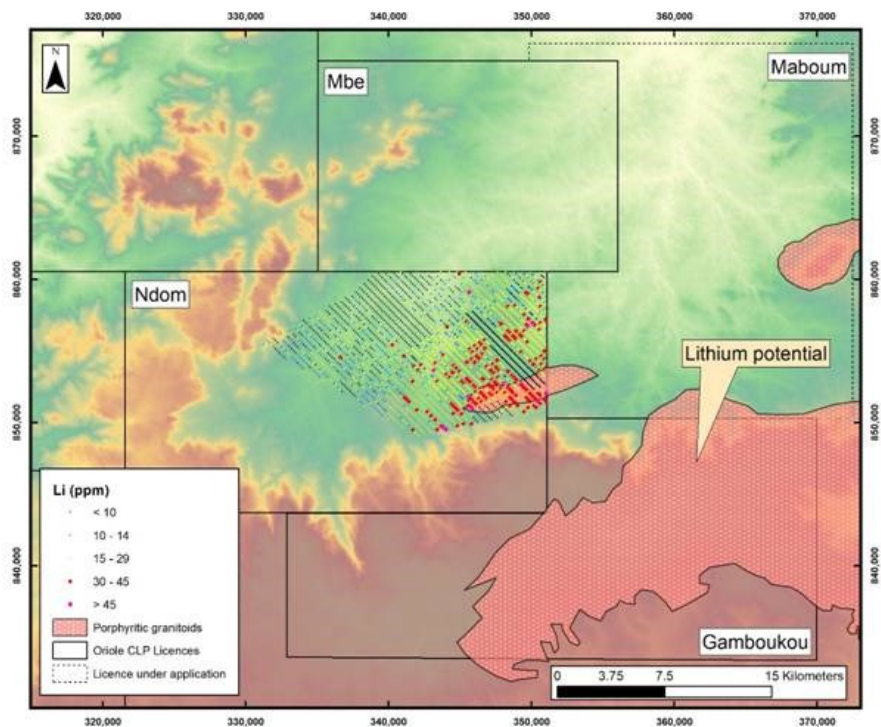 320,000 330,000 340,000 350,000 360,000 370,000
N
Mbe
Maboum
870,000
870,000
860,000
860,000
Ndom
Lithium potential
850,000
850,000
Li (ppm)
< 10
10 - 14
15 - 29
30 - 45
> 45
Porphyritic granitoids
Oriole CLP Licences
Licence under application
840,000
840,000
Gamboukou
0 3.75 7.5 15 Kilometers
320,000 330,000 340,000 350,000 360,000 370,000